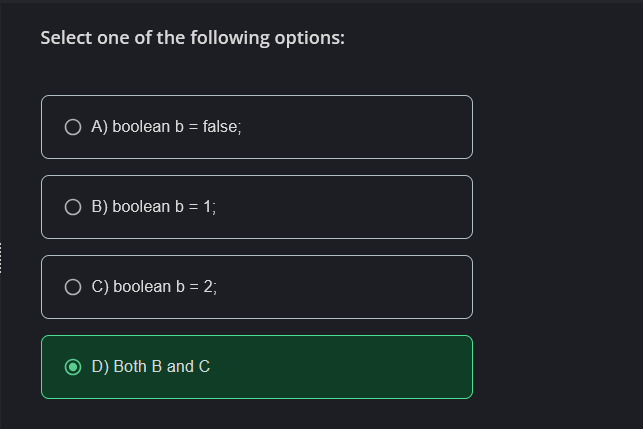 Select one of the following options:
A) boolean b = false;
B) boolean b = 1;
C) boolean b = 2;
D) Both B and C